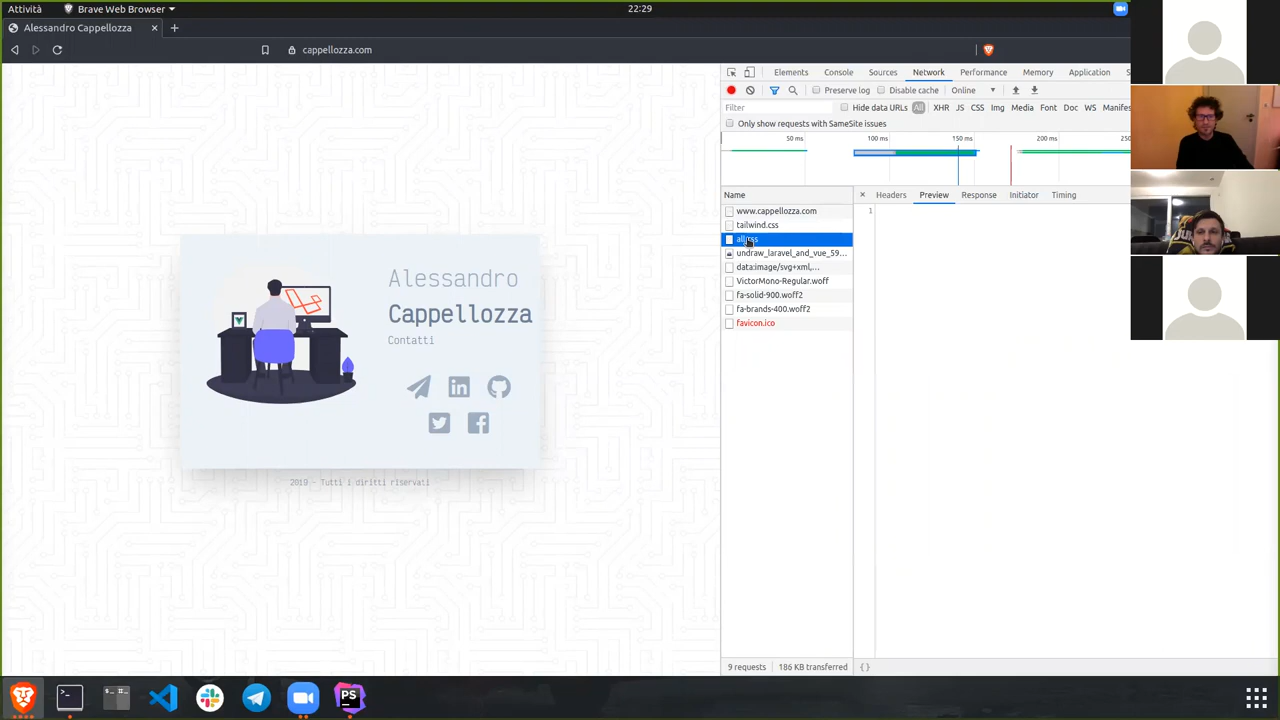 Attività
Brave Web Browser
22:29
Alessandro Cappellozza
cappellozza.com
Elements Console Sources Network Performance Memory Application
Preserve log Disable cache Online
Filter Hide data URLs All XHR JS CSS Img Media Font Doc WS Manifes
Only show requests with SameSite issues
50 ms 100 ms 150 ms 200 ms
Name
Headers Preview Response Initiator Timing
www.cappellozza.com
1
tailwind.css
undraw_laravel_and_vue_59...
data:image/svg+xml,...
VictorMono-Regular.woff
fa-solid-900.woff2
fa-brands-400.woff2
favicon.ico
Alessandro
Cappellozza
Contatti
2019 - Tutti i diritti riservati
9 requests 186 KB transferred { }
PS